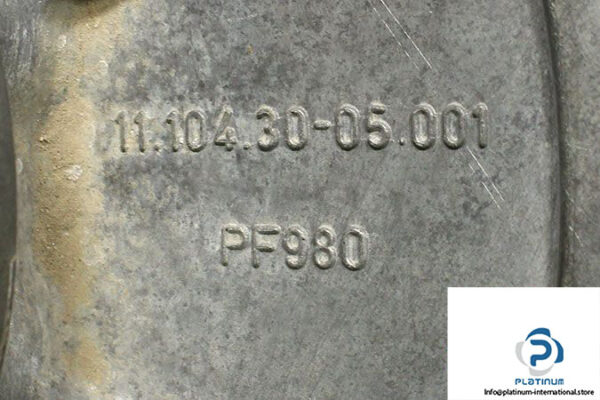 11.104.30-05.001
PF980
PLATINUM
Info@platinum-international.store